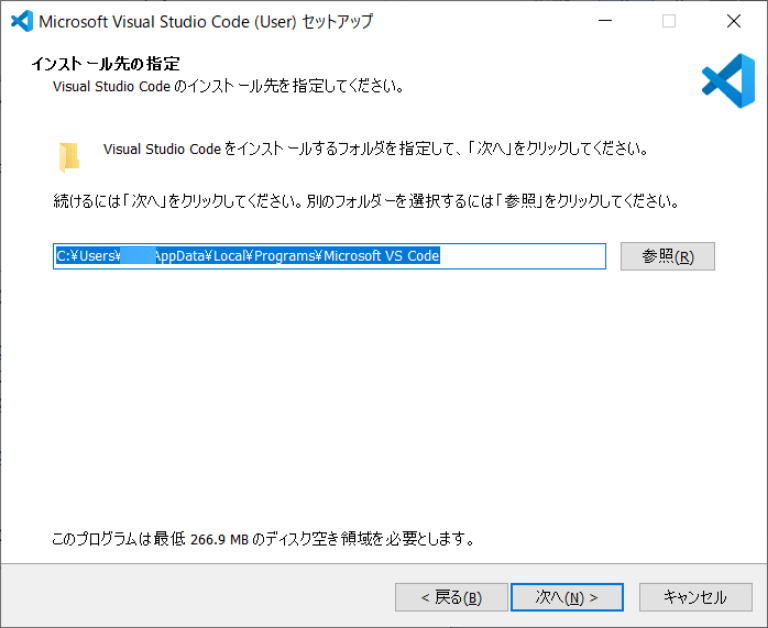 Microsoft Visual Studio Code (User) セットアップ
インストール先の指定
Visual Studio Code のインストール先を指定してください。
Visual Studio Code をインストールするフォルダを指定して、「次へ」をクリックしてください。
続けるには「次へ」をクリックしてください。別のフォルダーを選択するには「参照」をクリックしてください。
C:¥Users¥ AppData¥Local¥Programs¥Microsoft VS Code
参照(R)
このプログラムは最低 266.9 MB のディスク空き領域を必要とします。
< 戻る(B)
次へ(N) >
キャンセル